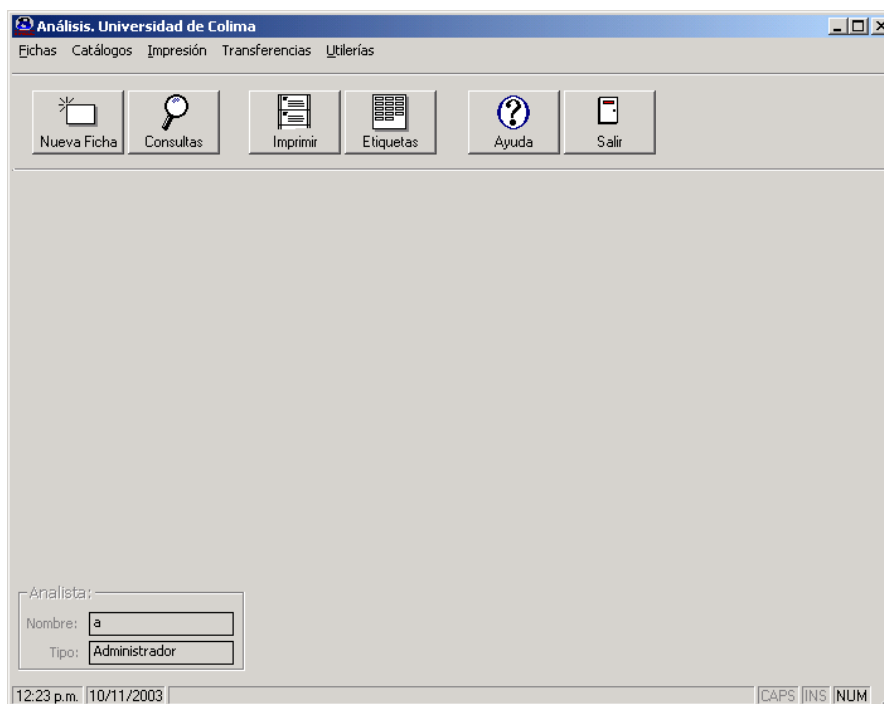 Análisis. Universidad de Colima
Fichas Catálogos Impresión Transferencias Utilerías
Nueva Ficha Consultas Imprimir Etiquetas Ayuda Salir
Analista:
Nombre: a
Tipo: Administrador
12:23 p.m. 10/11/2003 CAPS INS NUM